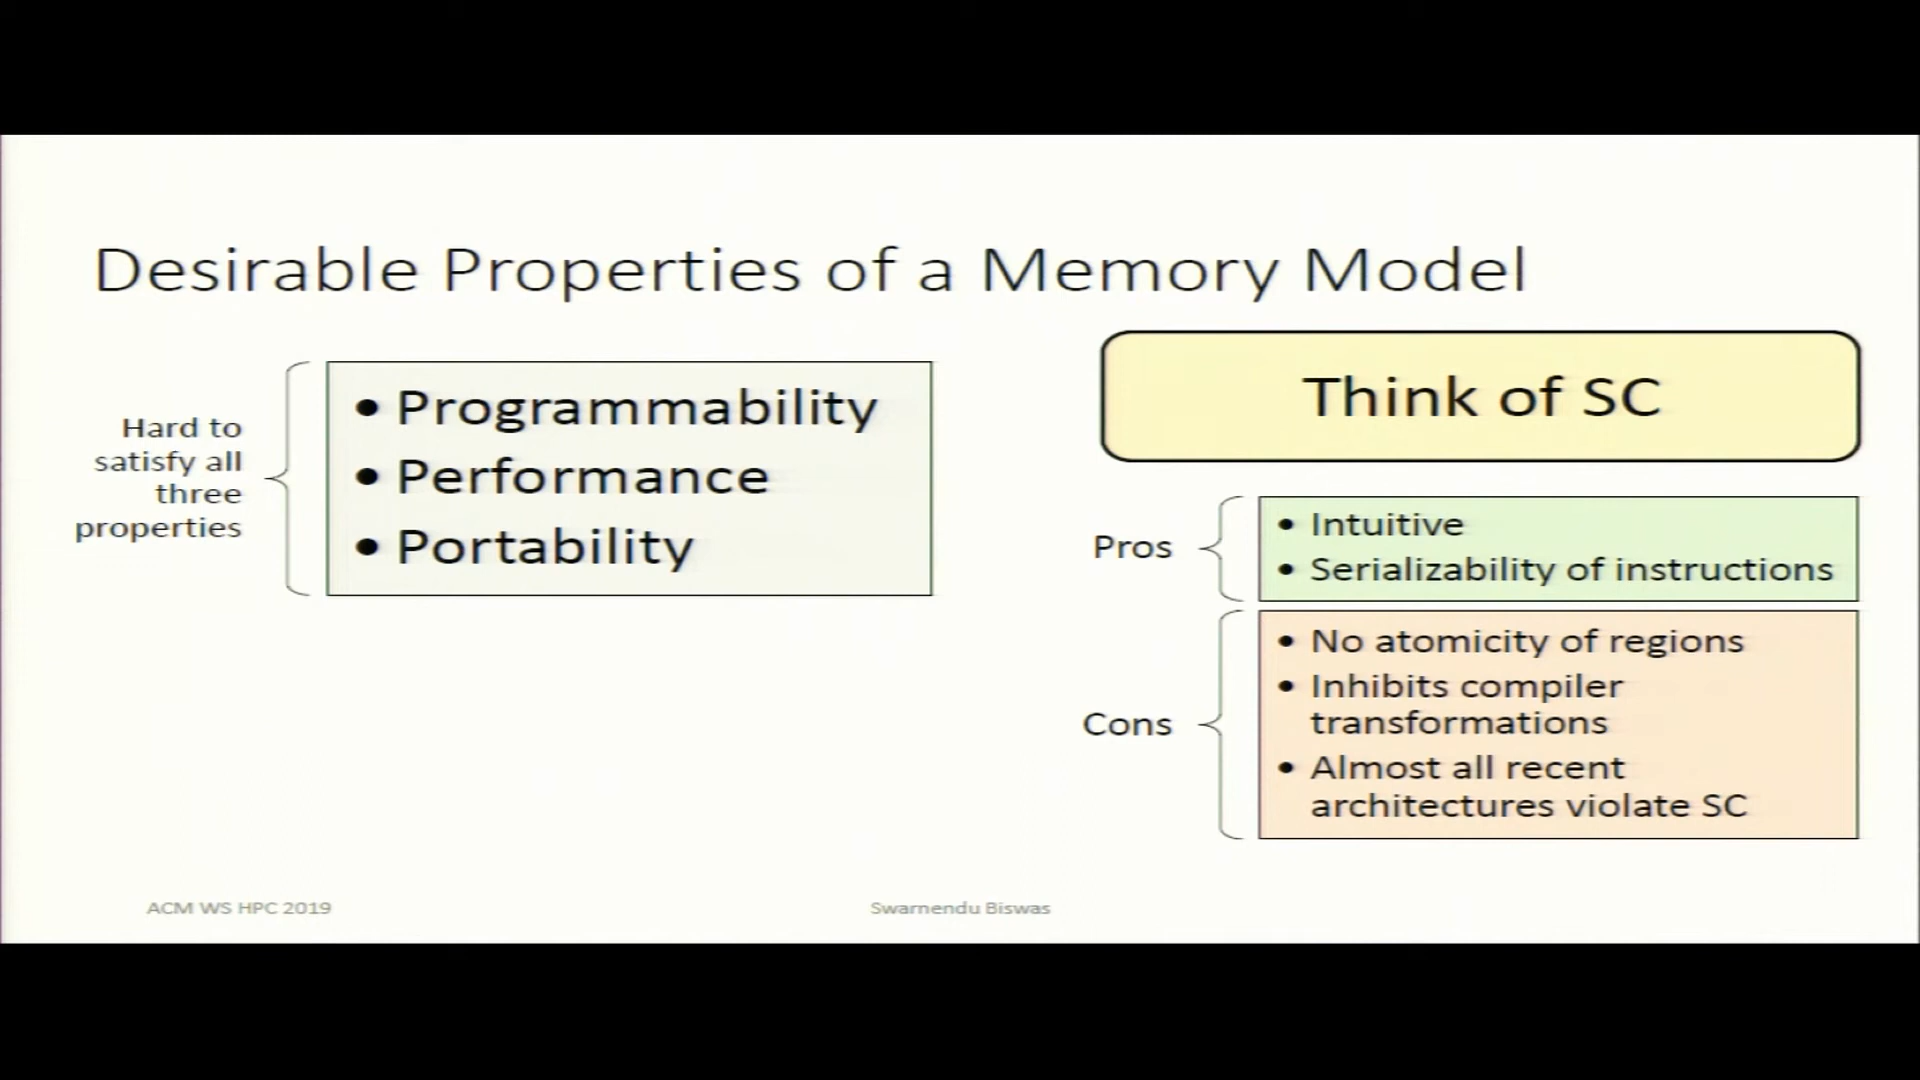 Desirable Properties of a Memory Model
Hard to
satisfy all
three
properties
• Programmability
• Performance
• Portability
Think of SC
Pros
• Intuitive
• Serializability of instructions
Cons
• No atomicity of regions
• Inhibits compiler
transformations
• Almost all recent
architectures violate SC
ACM WS HPC 2019
Swarnendu Biswas